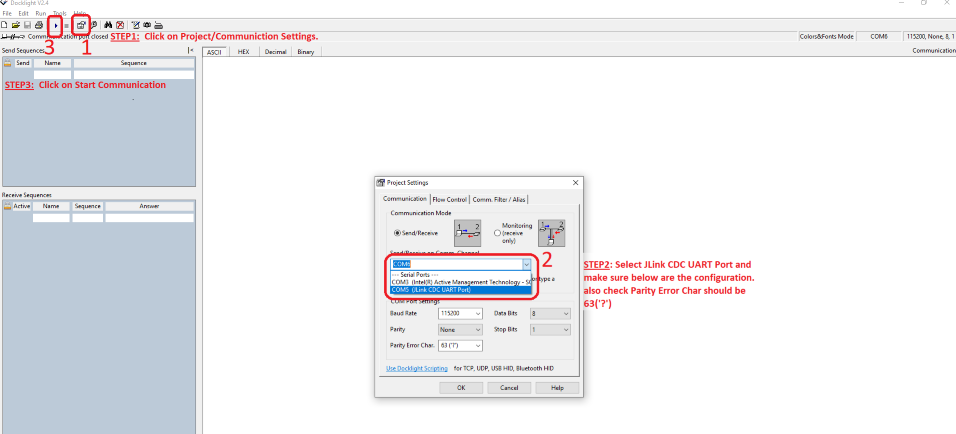 Docklight V2.4
File Edit Run Tools Help
Communication port closed
STEP1: Click on Project/Communiction Settings.
Colors&Fonts Mode COM6 115200, None, 8, 1
3 1
Send Sequences
ASCII HEX Decimal Binary
Communication
Send Name Sequence
STEP3: Click on Start Communication
Receive Sequences
Active Name Sequence Answer
Project Settings
Communication Flow Control Comm. Filter / Alias
Communication Mode
Send/Receive
1 2
Monitoring
(receive
only)
1 2
Send/Receive on Comm. Channel
COM6
2
--- Serial Ports ---
COM3 (Intel(R) Active Management Technology - SO
or type a
COM5 (JLink CDC UART Port)
COM Port Settings
Baud Rate 115200 Data Bits 8
Parity None Stop Bits 1
Parity Error Char. 63 ('?')
Use Docklight Scripting for TCP, UDP, USB HID, Bluetooth HID
OK Cancel Help
STEP2: Select JLink CDC UART Port and
make sure below are the configuration.
also check Parity Error Char should be
63('?')